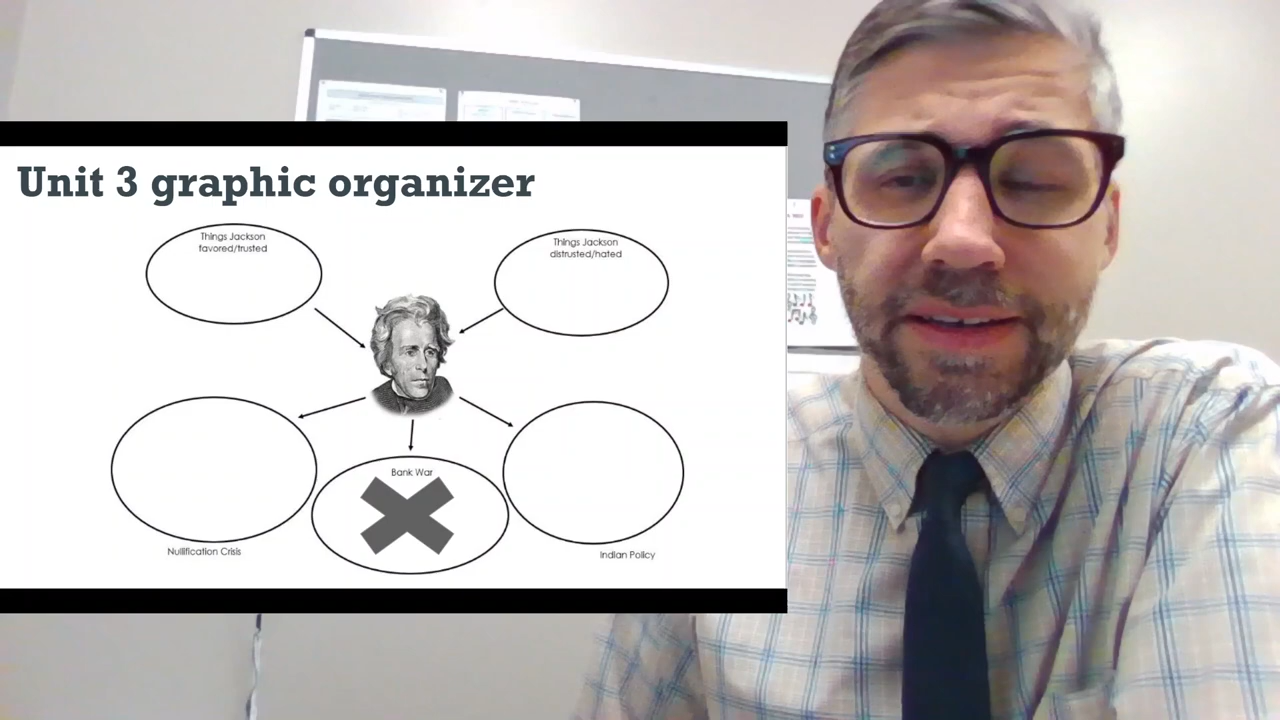 Unit 3 graphic organizer
Things Jackson
favored/trusted
Things Jackson
distrusted/hated
Bank War
Nullification Crisis
Indian Policy